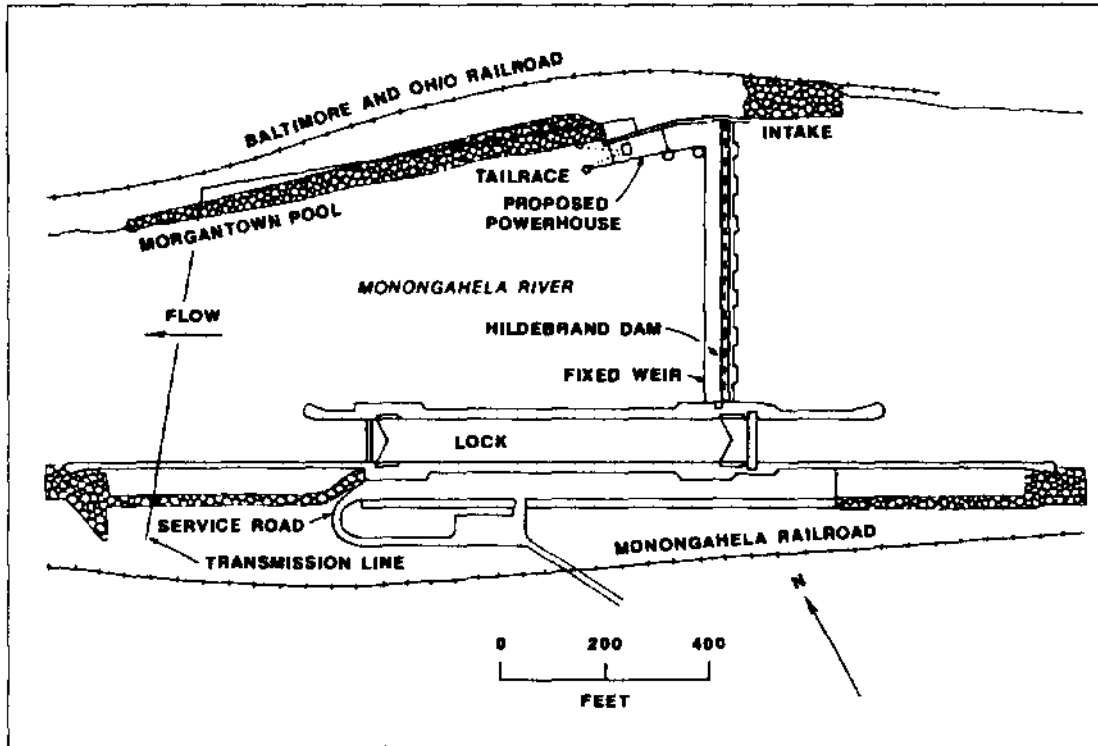 BALTIMORE AND OHIO RAILROAD
INTAKE
TAILRACE
PROPOSED
POWERHOUSE
MORGANTOWN POOL
MONONGAHELA RIVER
FLOW
HILDEBRAND DAM
FIXED WEIR
LOCK
SERVICE ROAD
TRANSMISSION LINE
MONONGAHELA RAILROAD
N
0 200 400
FEET